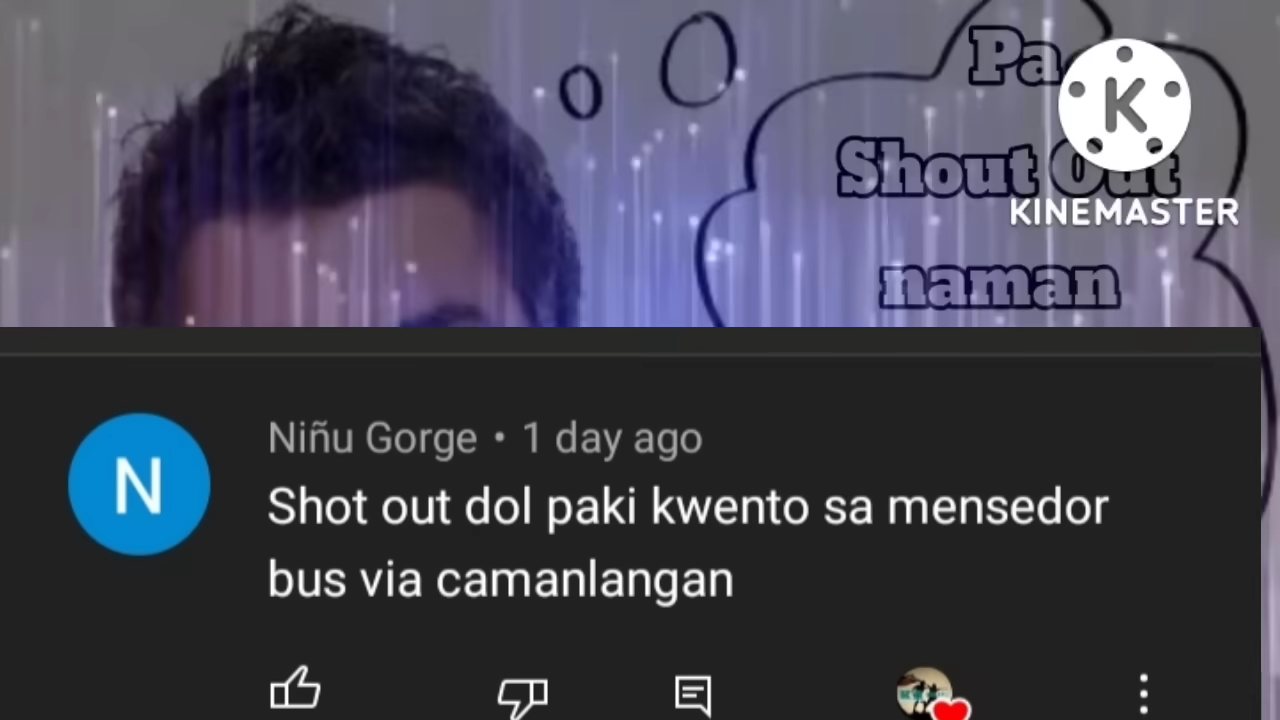 Pa
Shout Out
naman
K
KINEMASTER
N
Niñu Gorge • 1 day ago
Shot out dol paki kwento sa mensedor
bus via camanlangan